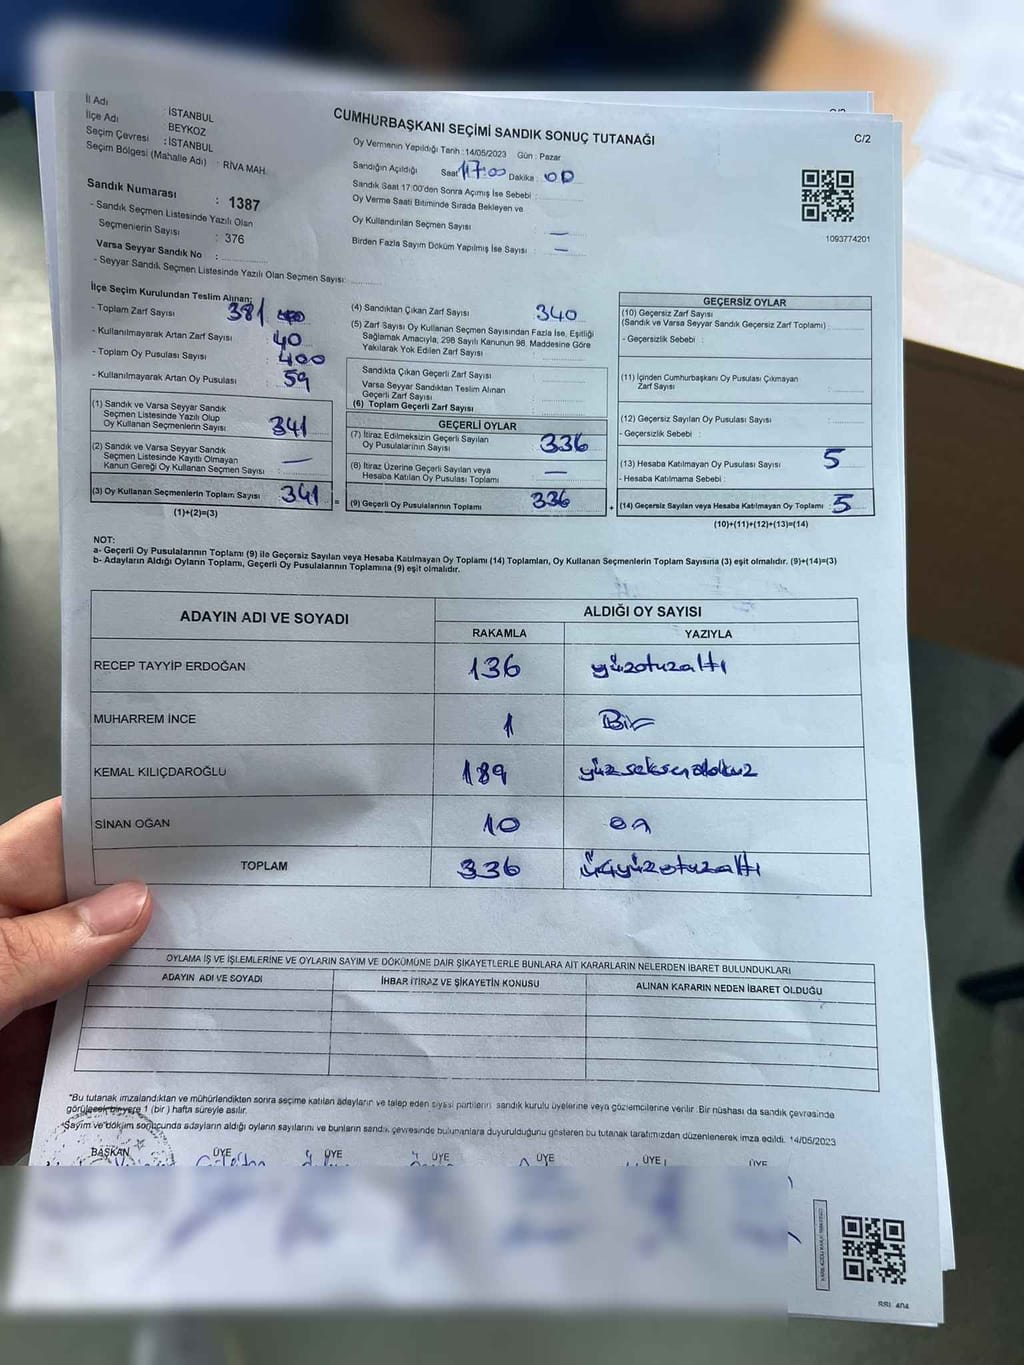 C/2
İl Adı : İSTANBUL
İlçe Adı : BEYKOZ
Seçim Çevresi : İSTANBUL
Seçim Bölgesi (Mahalle Adı) : RİVA MAH.
CUMHURBAŞKANI SEÇİMİ SANDIK SONUÇ TUTANAĞI
Oy Vermenin Yapıldığı Tarih : 14/05/2023 Gün : Pazar
Sandığın Açıldığı Saat 17:00 Dakika : 00
Sandık Saat 17:00'den Sonra Açımış İse Sebebi :
Oy Verme Saati Bitiminde Sırada Bekleyen ve
Oy Kullandırılan Seçmen Sayısı : —
Birden Fazla Sayım Döküm Yapılmış İse Sayısı : —
1093774201
Sandık Numarası : 1387
- Sandık Seçmen Listesinde Yazılı Olan
Seçmenlerin Sayısı : 376
Varsa Seyyar Sandık No :
- Seyyar Sandık Seçmen Listesinde Yazılı Olan Seçmen Sayısı:
İlçe Seçim Kurulundan Teslim Alınan;
- Toplam Zarf Sayısı : 381
- Kullanılmayarak Artan Zarf Sayısı : 40
- Toplam Oy Pusulası Sayısı : 400
- Kullanılmayarak Artan Oy Pusulası : 59
(1) Sandık ve Varsa Seyyar Sandık
Seçmen Listesinde Yazılı Olup
Oy Kullanan Seçmenlerin Sayısı : 341
(2) Sandık ve Varsa Seyyar Sandık
Seçmen Listesinde Kayıtlı Olmayan
Kanun Gereği Oy Kullanan Seçmen Sayısı : —
(3) Oy Kullanan Seçmenlerin Toplam Sayısı : 341
(1)+(2)=(3)
(4) Sandıktan Çıkan Zarf Sayısı 340
(5) Zarf Sayısı Oy Kullanan Seçmen Sayısından Fazla İse, Eşitliği
Sağlamak Amacıyla, 298 Sayılı Kanunun 98. Maddesine Göre
Yakılarak Yok Edilen Zarf Sayısı :
Sandıkta Çıkan Geçerli Zarf Sayısı :
Varsa Seyyar Sandıktan Teslim Alınan
Geçerli Zarf Sayısı :
(6) Toplam Geçerli Zarf Sayısı
GEÇERLİ OYLAR
(7) İtiraz Edilmeksizin Geçerli Sayılan
Oy Pusulalarının Sayısı : 336
(8) İtiraz Üzerine Geçerli Sayılan veya
Hesaba Katılan Oy Pusulası Toplamı : —
(9) Geçerli Oy Pusulalarının Toplamı 336
GEÇERSİZ OYLAR
(10) Geçersiz Zarf Sayısı
(Sandık ve Varsa Seyyar Sandık Geçersiz Zarf Toplamı) :
- Geçersizlik Sebebi :
(11) İçinden Cumhurbaşkanı Oy Pusulası Çıkmayan
Zarf Sayısı :
(12) Geçersiz Sayılan Oy Pusulası Sayısı :
- Geçersizlik Sebebi :
(13) Hesaba Katılmayan Oy Pusulası Sayısı : 5
- Hesaba Katılmama Sebebi :
(14) Geçersiz Sayılan veya Hesaba Katılmayan Oy Toplamı : 5
(10)+(11)+(12)+(13)=(14)
NOT:
a- Geçerli Oy Pusulalarının Toplamı (9) ile Geçersiz Sayılan veya Hesaba Katılmayan Oy Toplamı (14) Toplamları, Oy Kullanan Seçmenlerin Toplam Sayısına (3) eşit olmalıdır. (9)+(14)=(3)
b- Adayların Aldığı Oyların Toplamı, Geçerli Oy Pusulalarının Toplamına (9) eşit olmalıdır.
ADAYIN ADI VE SOYADI ALDIĞI OY SAYISI
RAKAMLA YAZIYLA
RECEP TAYYİP ERDOĞAN 136 yüzotuzaltı
MUHARREM İNCE 1 Bir
KEMAL KILIÇDAROĞLU 189 yüzseksendokuz
SİNAN OĞAN 10 on
TOPLAM 336 üçyüzotuzaltı
OYLAMA İŞ VE İŞLEMLERİNE VE OYLARIN SAYIM VE DÖKÜMÜNE DAİR ŞİKAYETLERLE BUNLARA AİT KARARLARIN NELERDEN İBARET BULUNDUKLARI
ADAYIN ADI VE SOYADI İHBAR İTİRAZ VE ŞİKAYETİN KONUSU ALINAN KARARIN NEDEN İBARET OLDUĞU
*Bu tutanak imzalandıktan ve mühürlendikten sonra seçime katılan adayların ve talep eden siyasi partilerin sandık kurulu üyelerine veya gözlemcilerine verilir. Bir nüshası da sandık çevresinde
görülecek bir yere 1 (bir) hafta süreyle asılır.
*Sayım ve döküm sonucunda adayların aldığı oyların sayılarını ve bunların sandık çevresinde bulunanlara duyurulduğunu gösteren bu tutanak tarafımızdan düzenlenerek imza edildi. 14/05/2023
BAŞKAN ÜYE ÜYE ÜYE ÜYE ÜYE ÜYE